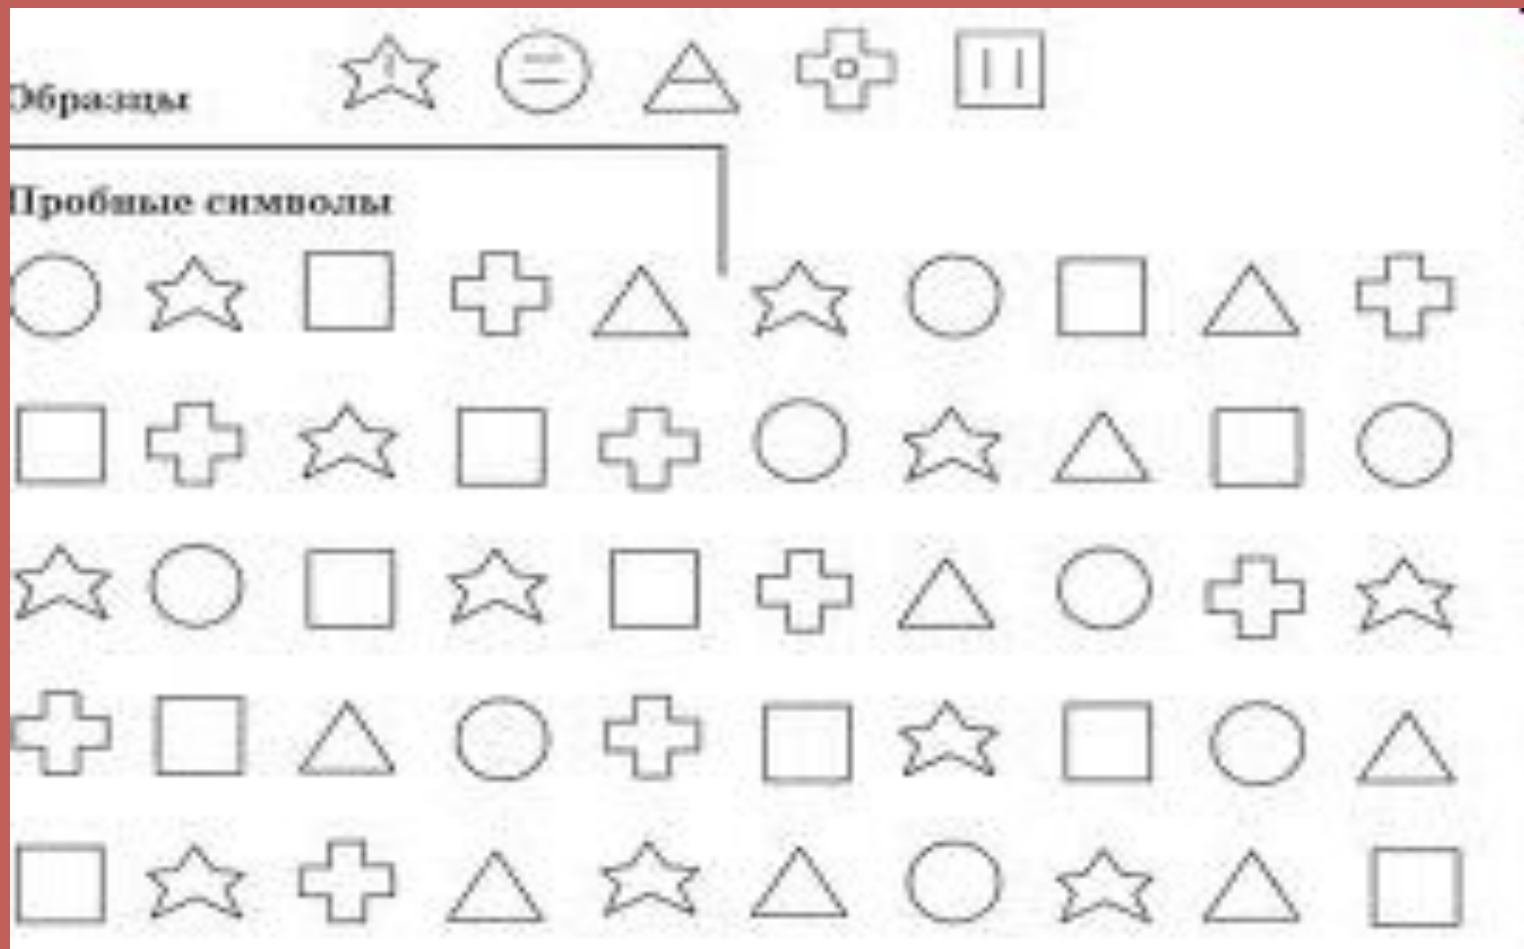 Образцы
Пробные символы